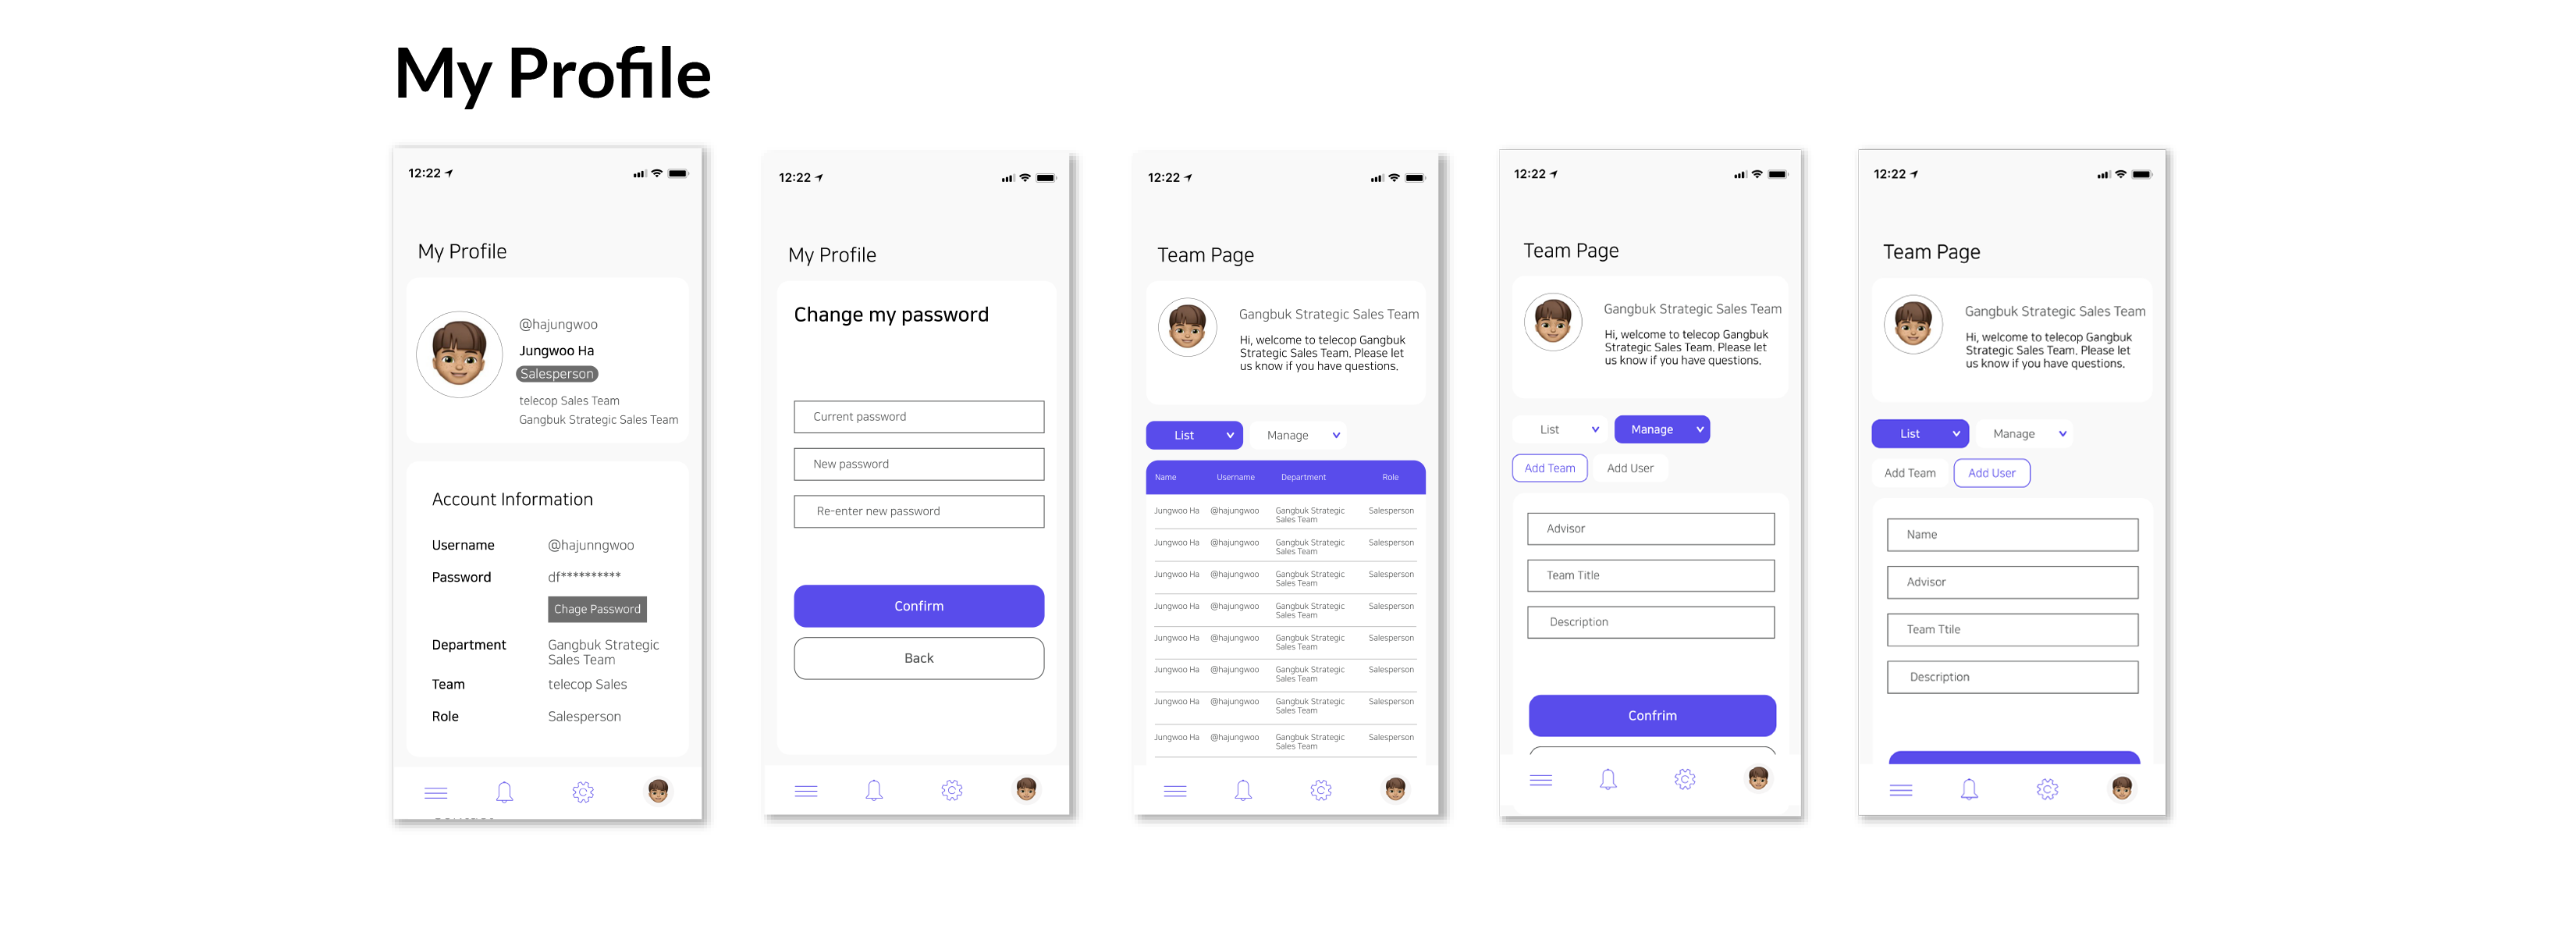 My Profile
12:22
My Profile
@hajungwoo
Jungwoo Ha
Salesperson
telecop Sales Team
Gangbuk Strategic Sales Team
Account Information
Username @hajunngwoo
Password df**********
Chage Password
Department Gangbuk Strategic
Sales Team
Team telecop Sales
Role Salesperson
12:22
My Profile
Change my password
Current password
New password
Re-enter new password
Confirm
Back
12:22
Team Page
Gangbuk Strategic Sales Team
Hi, welcome to telecop Gangbuk
Strategic Sales Team. Please let
us know if you have questions.
List Manage
Name Username Department Role
Jungwoo Ha @hajungwoo Gangbuk Strategic Salesperson
Sales Team
Jungwoo Ha @hajungwoo Gangbuk Strategic Salesperson
Sales Team
Jungwoo Ha @hajungwoo Gangbuk Strategic Salesperson
Sales Team
Jungwoo Ha @hajungwoo Gangbuk Strategic Salesperson
Sales Team
Jungwoo Ha @hajungwoo Gangbuk Strategic Salesperson
Sales Team
Jungwoo Ha @hajungwoo Gangbuk Strategic Salesperson
Sales Team
Jungwoo Ha @hajungwoo Gangbuk Strategic Salesperson
Sales Team
Jungwoo Ha @hajungwoo Gangbuk Strategic Salesperson
Sales Team
12:22
Team Page
Gangbuk Strategic Sales Team
Hi, welcome to telecop Gangbuk
Strategic Sales Team. Please let
us know if you have questions.
List Manage
Add Team Add User
Advisor
Team Title
Description
Confrim
12:22
Team Page
Gangbuk Strategic Sales Team
Hi, welcome to telecop Gangbuk
Strategic Sales Team. Please let
us know if you have questions.
List Manage
Add Team Add User
Name
Advisor
Team Ttile
Description